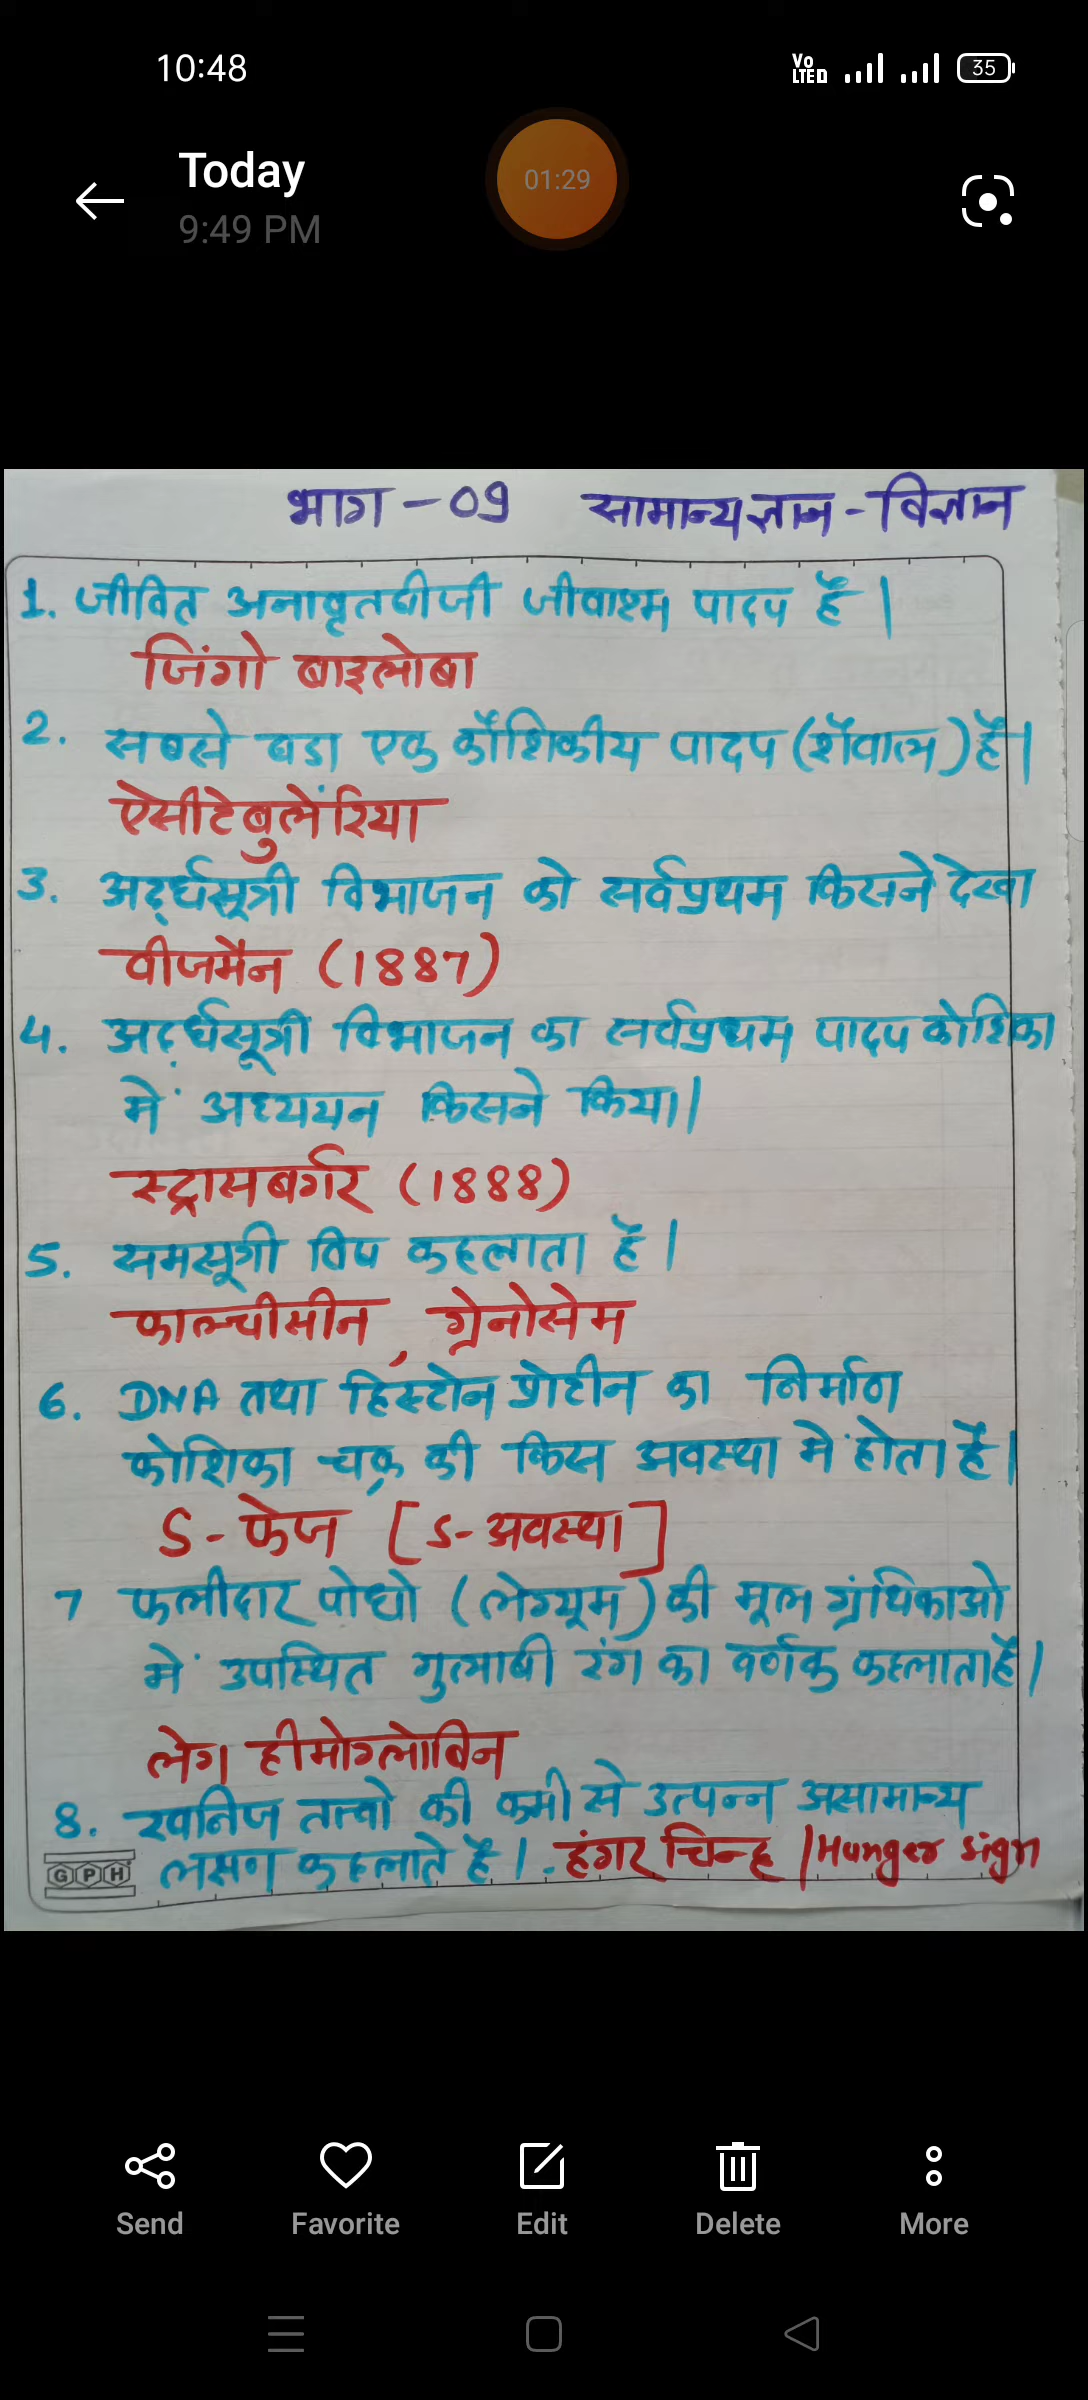 10:48
Vo LTE D
35
Today
01:29
9:49 PM
भाग - 09 सामान्यज्ञान - विज्ञान
1. जीवित अनावृतबीजी जीवाश्म पादप है |
जिंगो बाइलोबा
2. सबसे बडा एक कौशिकीय पादप (शैवाल) है |
ऐसीटेबुलेंरिया
3. अर्द्धसूत्री विभाजन को सर्वप्रथम किसने देखा
वीजमैन (1887)
4. अर्द्धसूत्री विभाजन का सर्वप्रथम पादप कोशिका
में अध्ययन किसने किया |
स्ट्रासबर्गर (1888)
5. समसूत्री विष कहलाता है |
काल्चीसीन, ग्रेनोसेम
6. DNA तथा हिस्टोन प्रोटीन का निर्माण
कोशिका चक्र की किस अवस्था में होता है |
S - फेज [S - अवस्था]
7 फलीदार पोधो (लेग्यूम) की मूल ग्रंथिकाओ
में उपस्थित गुलाबी रंग का वर्णक कहलाता है |
लेग हीमोग्लोबिन
8. खनिज तत्वो की कमी से उत्पन्न असामान्य
लक्षण कहलाते है | . हंगर चिन्ह | Hunger sign
GPH
Send Favorite Edit Delete More